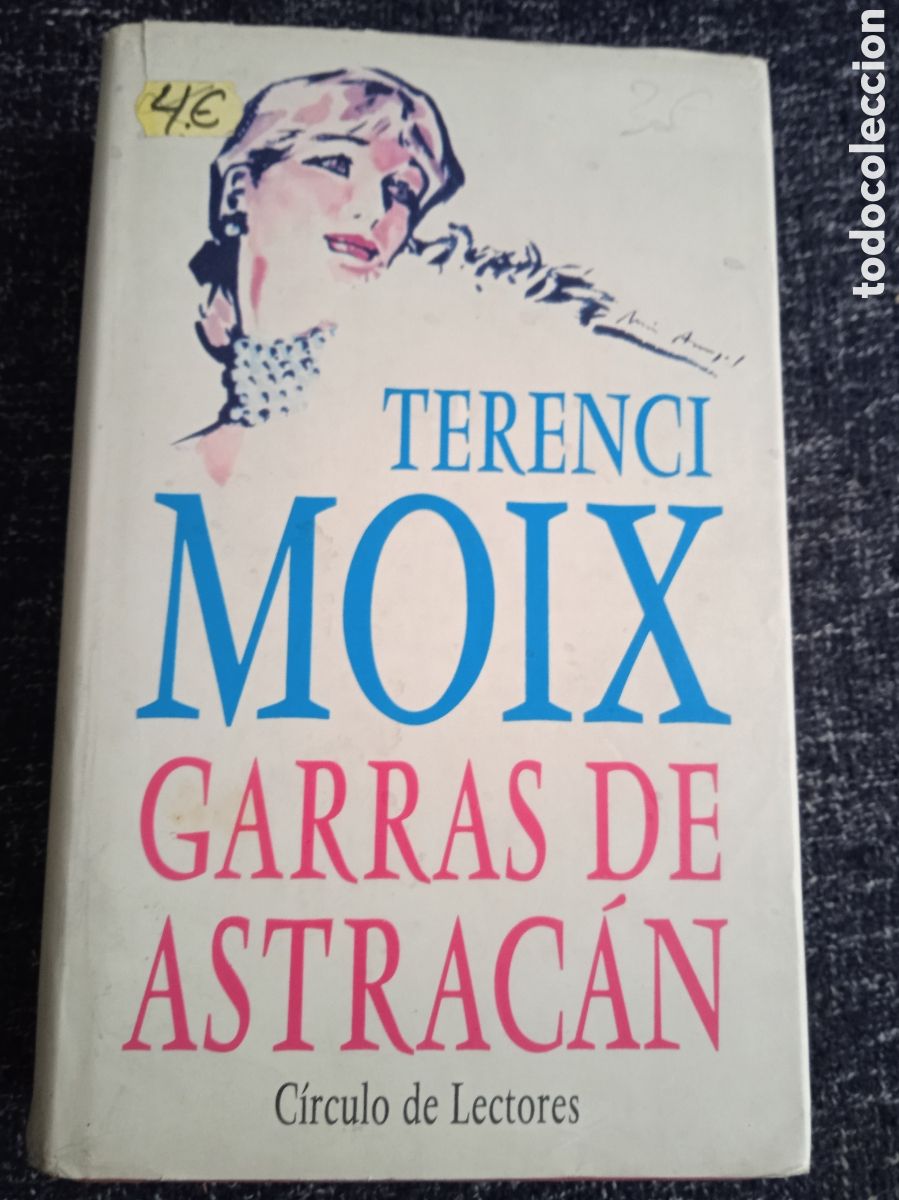 4.€
todocoleccion
TERENCI
MOIX
GARRAS DE
ASTRACÁN
Círculo de Lectores